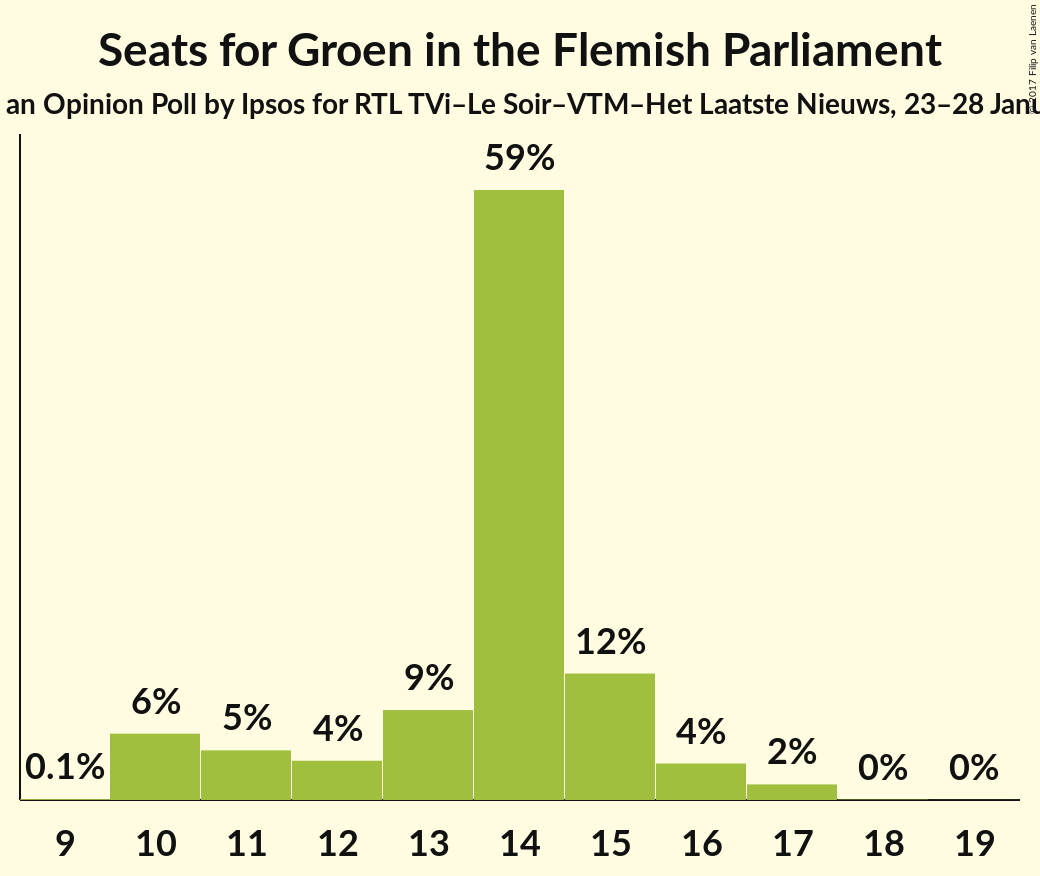 Seats for Groen in the Flemish Parliament
an Opinion Poll by Ipsos for RTL TVi–Le Soir–VTM–Het Laatste Nieuws, 23–28 Janu
© 2017 Filip van Laenen
59%
12%
9%
6%
5%
4%
4%
2%
0.1%
0%
0%
9 10 11 12 13 14 15 16 17 18 19